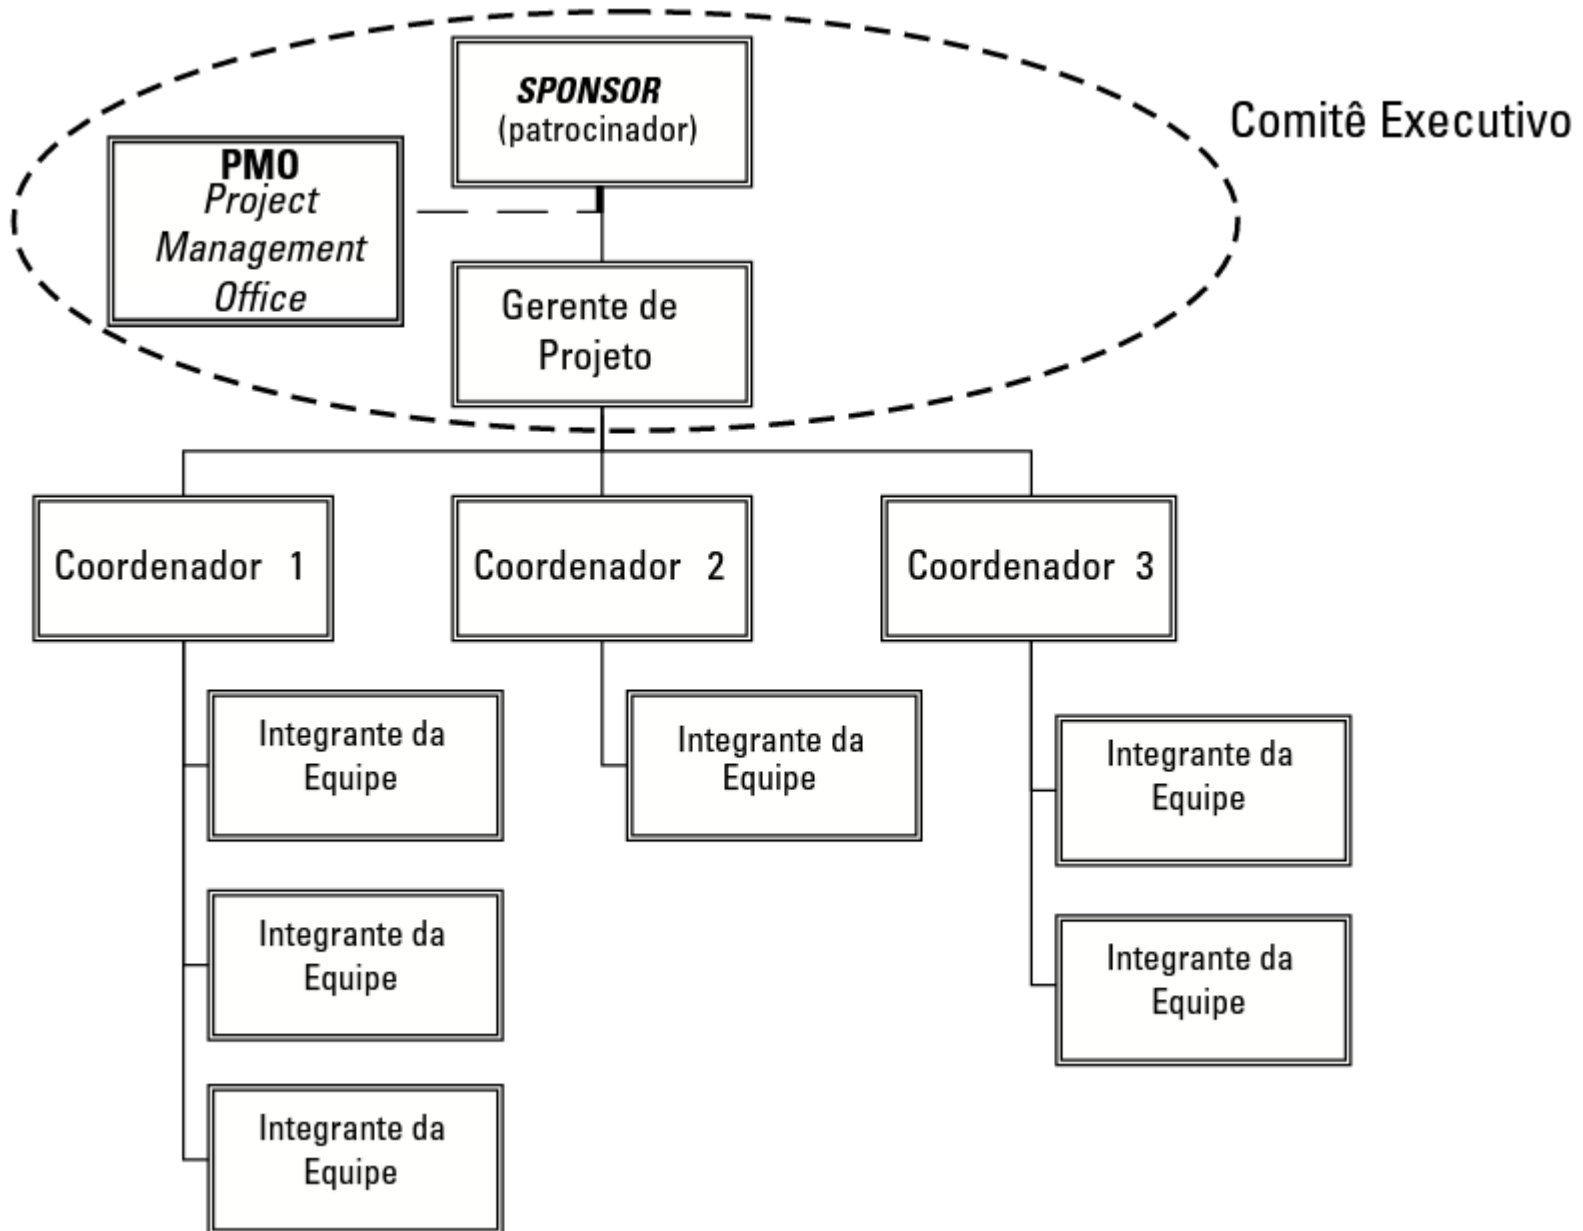 SPONSOR
(patrocinador)
Comitê Executivo
PMO
Project
Management
Office
Gerente de
Projeto
Coordenador 1
Coordenador 2
Coordenador 3
Integrante da
Equipe
Integrante da
Equipe
Integrante da
Equipe
Integrante da
Equipe
Integrante da
Equipe
Integrante da
Equipe